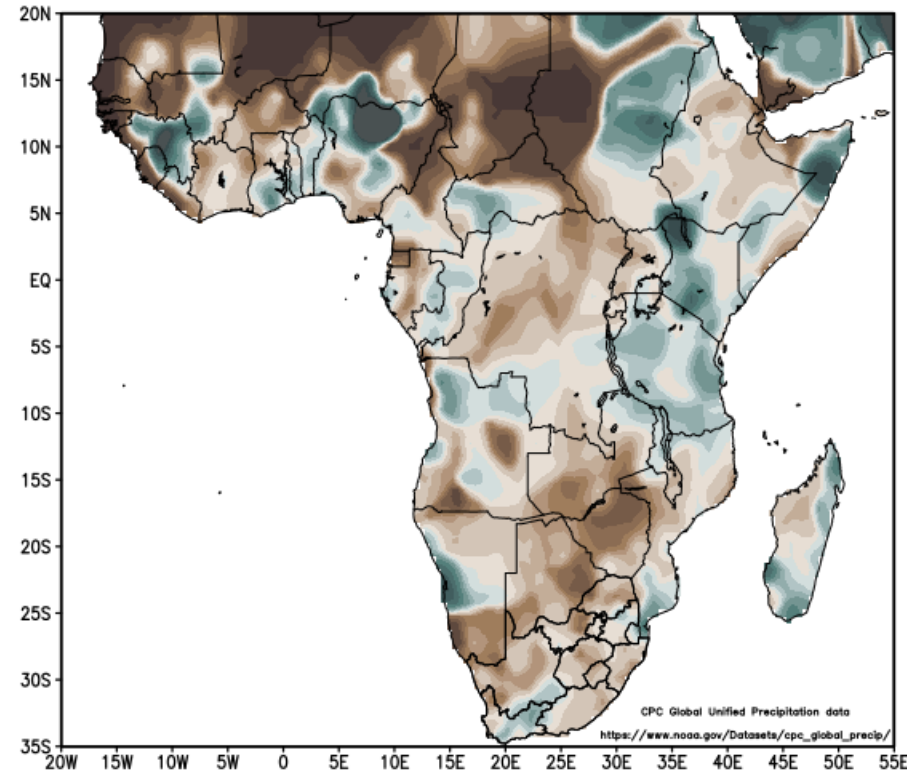 20N
15N
10N
5N
EQ
5S
10S
15S
20S
25S
30S
35S
CPC Global Unified Precipitation data
https://www.noaa.gov/Datasets/cpc_global_precip/
20W 15W 10W 5W 0 5E 10E 15E 20E 25E 30E 35E 40E 45E 50E 55E